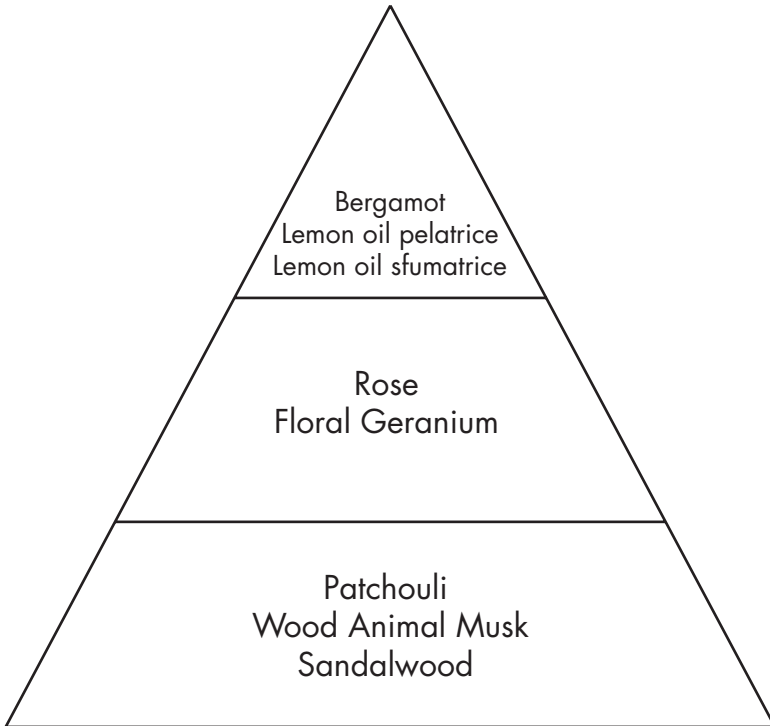 Bergamot
Lemon oil pelatrice
Lemon oil sfumatrice
Rose
Floral Geranium
Patchouli
Wood Animal Musk
Sandalwood